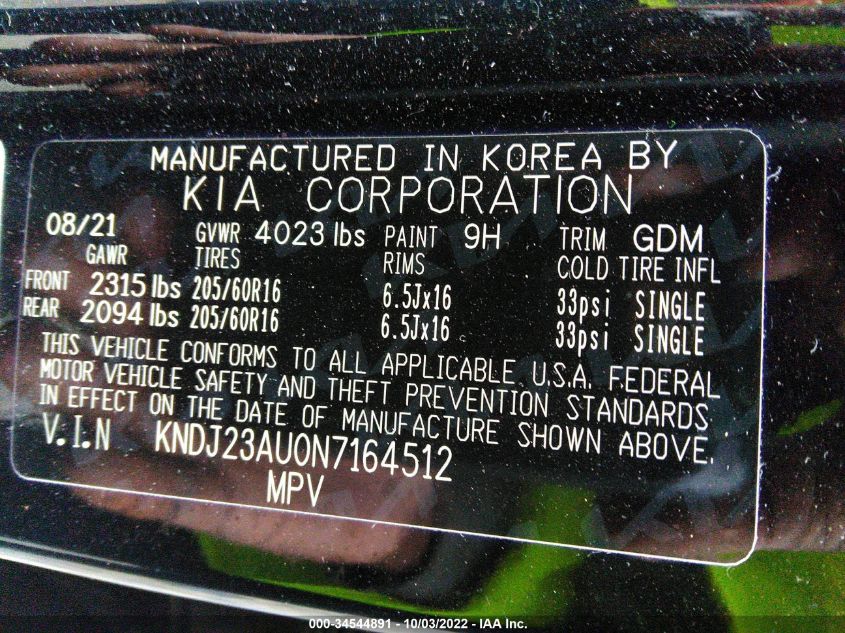 MANUFACTURED IN KOREA BY
KIA CORPORATION
08/21 GVWR 4023 lbs PAINT 9H TRIM GDM
GAWR TIRES RIMS COLD TIRE INFL
FRONT 2315 lbs 205/60R16 6.5Jx16 33psi SINGLE
REAR 2094 lbs 205/60R16 6.5Jx16 33psi SINGLE
THIS VEHICLE CONFORMS TO ALL APPLICABLE U.S.A. FEDERAL
MOTOR VEHICLE SAFETY AND THEFT PREVENTION STANDARDS
IN EFFECT ON THE DATE OF MANUFACTURE SHOWN ABOVE.
V.I.N KNDJ23AU0N7164512
MPV
000-34544891 - 10/03/2022 - IAA Inc.